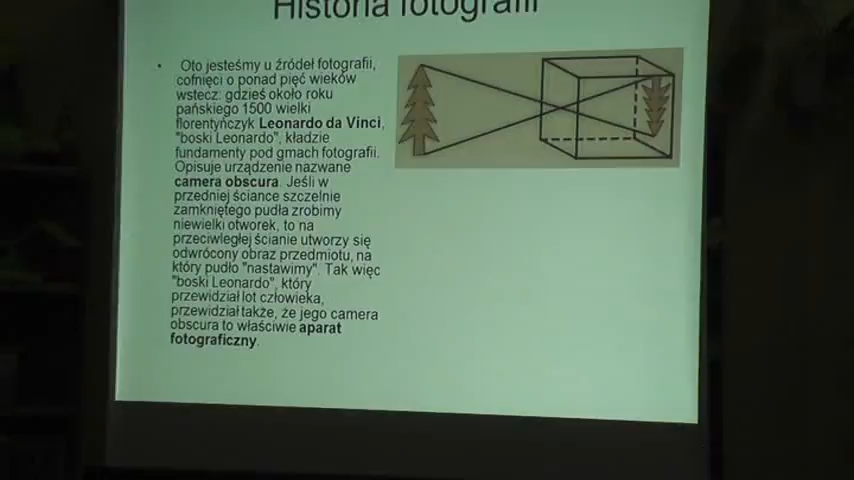 Historia fotografii
• Oto jesteśmy u źródeł fotografii,
cofnięci o ponad pięć wieków
wstecz: gdzieś około roku
pańskiego 1500 wielki
florentyńczyk Leonardo da Vinci,
"boski Leonardo", kładzie
fundamenty pod gmach fotografii.
Opisuje urządzenie nazwane
camera obscura. Jeśli w
przedniej ściance szczelnie
zamkniętego pudła zrobimy
niewielki otworek, to na
przeciwległej ścianie utworzy się
odwrócony obraz przedmiotu, na
który pudło "nastawimy". Tak więc
"boski Leonardo", który
przewidział lot człowieka,
przewidział także, że jego camera
obscura to właściwie aparat
fotograficzny.